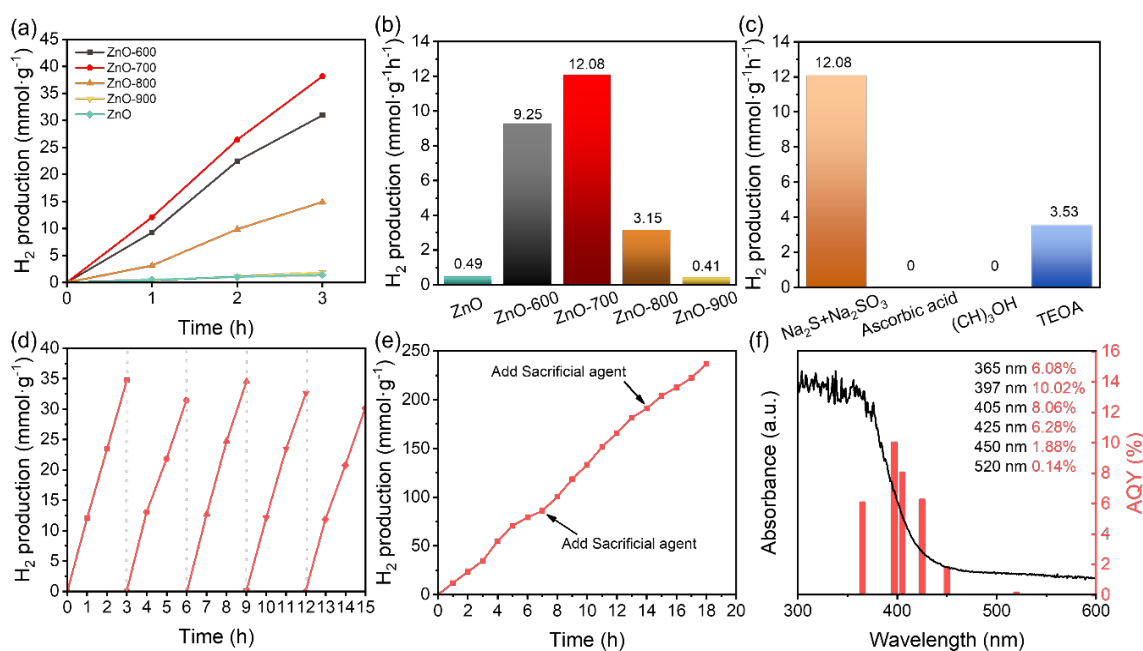 (a)
H₂ production (mmol·g⁻¹)
45
40
35
30
25
20
15
10
5
0
ZnO-600
ZnO-700
ZnO-800
ZnO-900
ZnO
0 1 2 3
Time (h)
(b)
H₂ production (mmol·g⁻¹h⁻¹)
14
12
10
8
6
4
2
0
0.49
9.25
12.08
3.15
0.41
ZnO
ZnO-600
ZnO-700
ZnO-800
ZnO-900
(c)
H₂ production (mmol·g⁻¹h⁻¹)
14
12
10
8
6
4
2
0
12.08
0
0
3.53
Na₂S+Na₂SO₃
Ascorbic acid
(CH)₃OH
TEOA
(d)
H₂ production (mmol·g⁻¹)
40
35
30
25
20
15
10
5
0
0 1 2 3 4 5 6 7 8 9 10 11 12 13 14 15
Time (h)
(e)
H₂ production (mmol·g⁻¹)
250
225
200
175
150
125
100
75
50
25
0
Add Sacrificial agent
Add Sacrificial agent
0 2 4 6 8 10 12 14 16 18 20
Time (h)
(f)
Absorbance (a.u.)
365 nm 6.08%
397 nm 10.02%
405 nm 8.06%
425 nm 6.28%
450 nm 1.88%
520 nm 0.14%
16
14
12
10
8
6
4
2
0
AQY (%)
300 400 500 600
Wavelength (nm)